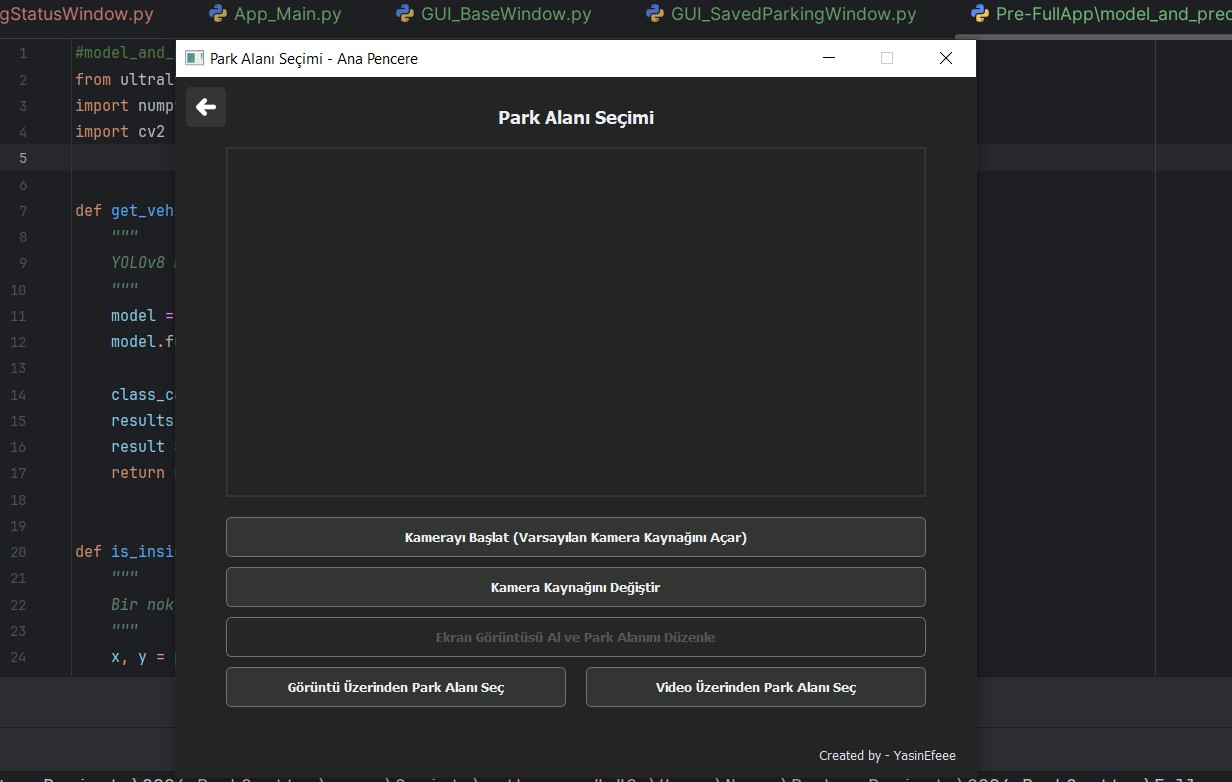 gStatusWindow.py App_Main.py GUI_BaseWindow.py GUI_SavedParkingWindow.py Pre-FullApp\model_and_pred
Park Alanı Seçimi - Ana Pencere
Park Alanı Seçimi
1 #model_and_
2 from ultral
3 import nump
4 import cv2
5
6
7 def get_veh
8 """
9 YOLOv8
10 """
11 model =
12 model.f
13
14 class_c
15 results
16 result
17 return
18
19
20 def is_insi
21 """
22 Bir nok
23 """
24 x, y =
Kamerayı Başlat (Varsayılan Kamera Kaynağını Açar)
Kamera Kaynağını Değiştir
Ekran Görüntüsü Al ve Park Alanını Düzenle
Görüntü Üzerinden Park Alanı Seç Video Üzerinden Park Alanı Seç
Created by - YasinEfeee